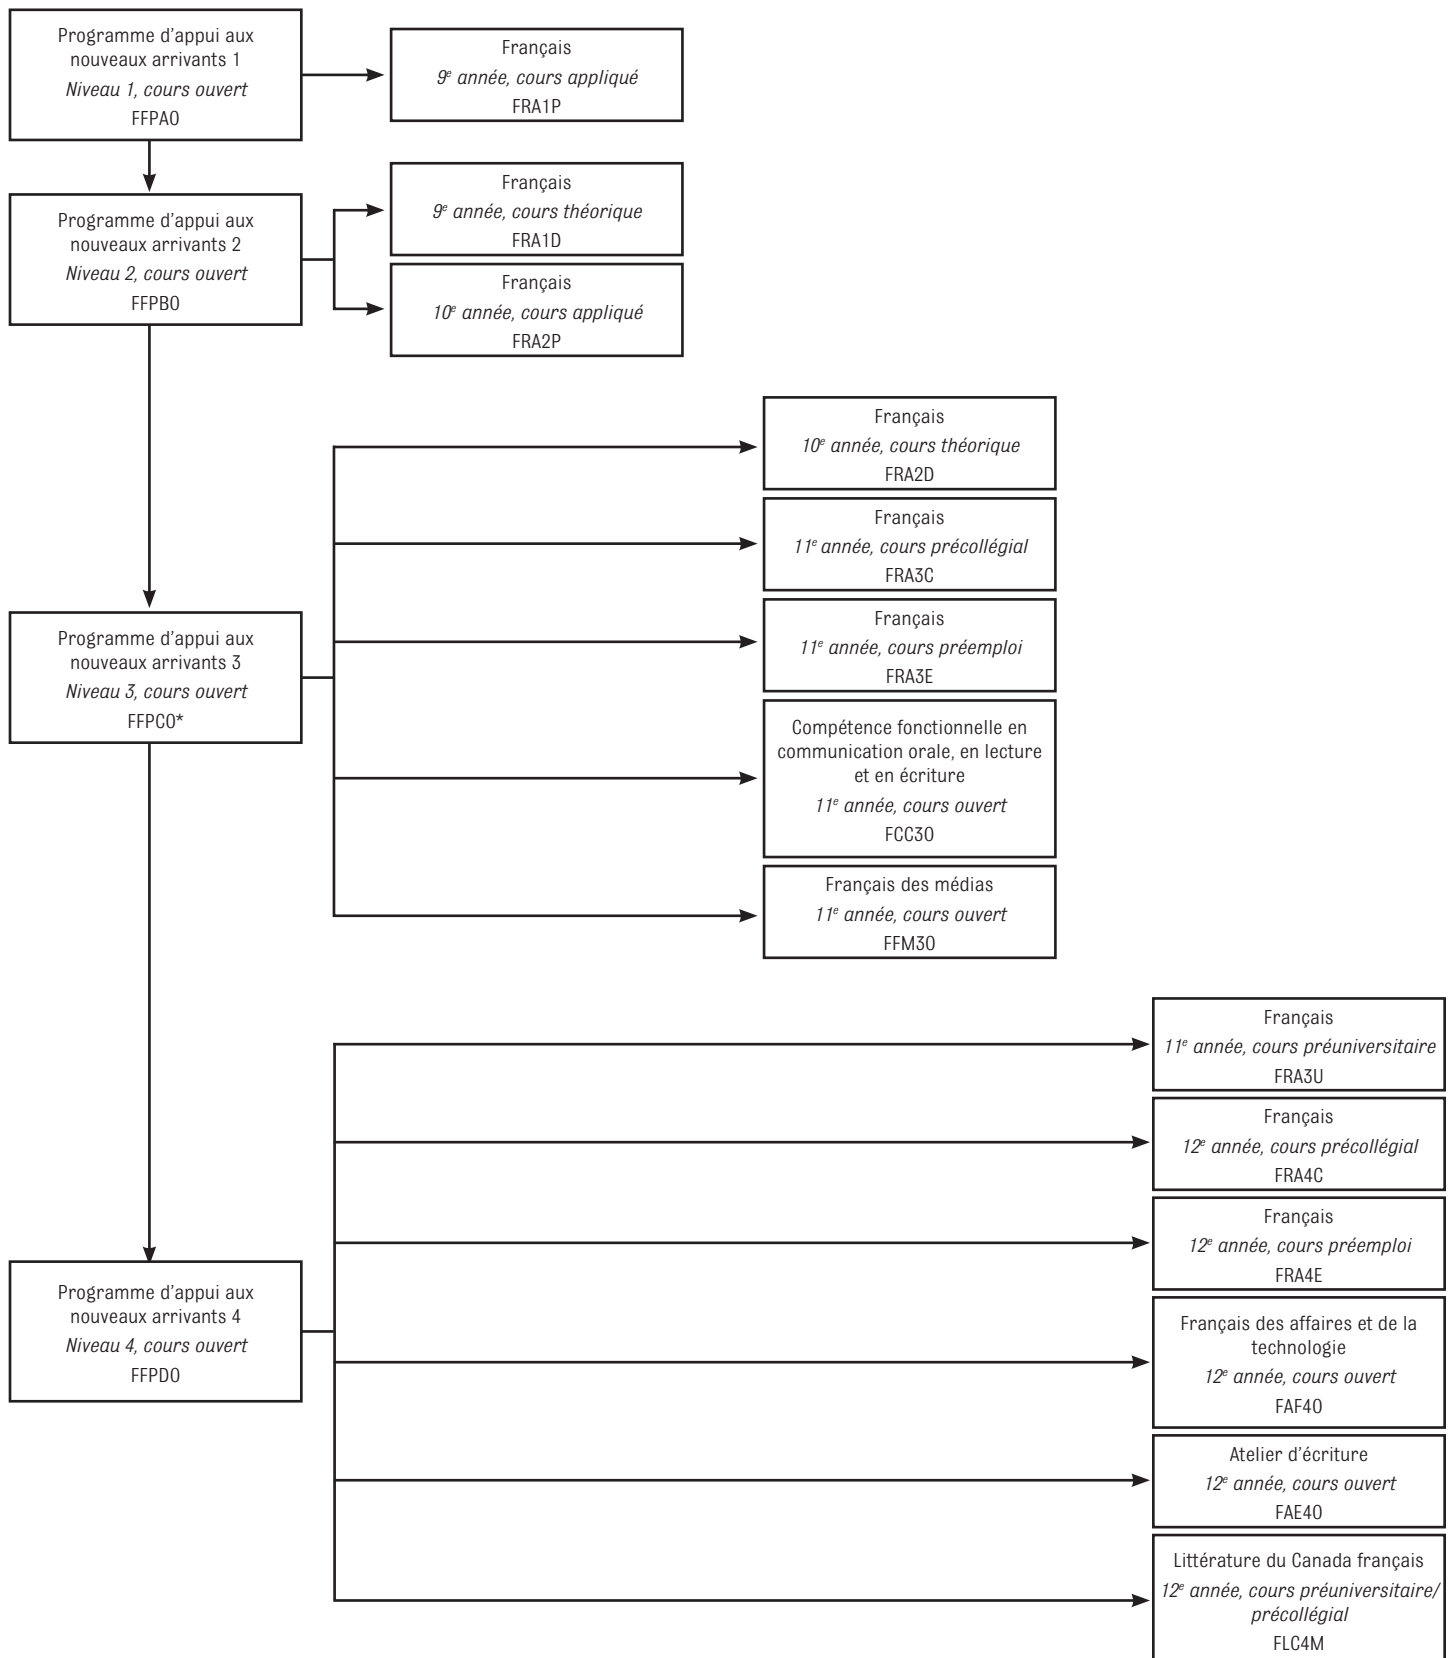 Programme d'appui aux
nouveaux arrivants 1
Niveau 1, cours ouvert
FFPAO
Français
9e année, cours appliqué
FRA1P
Programme d'appui aux
nouveaux arrivants 2
Niveau 2, cours ouvert
FFPBO
Français
9e année, cours théorique
FRA1D
Français
10e année, cours appliqué
FRA2P
Programme d'appui aux
nouveaux arrivants 3
Niveau 3, cours ouvert
FFPCO*
Français
10e année, cours théorique
FRA2D
Français
11e année, cours précollégial
FRA3C
Français
11e année, cours préemploi
FRA3E
Compétence fonctionnelle en
communication orale, en lecture
et en écriture
11e année, cours ouvert
FCC3O
Français des médias
11e année, cours ouvert
FFM3O
Programme d'appui aux
nouveaux arrivants 4
Niveau 4, cours ouvert
FFPDO
Français
11e année, cours préuniversitaire
FRA3U
Français
12e année, cours précollégial
FRA4C
Français
12e année, cours préemploi
FRA4E
Français des affaires et de la
technologie
12e année, cours ouvert
FAF4O
Atelier d'écriture
12e année, cours ouvert
FAE4O
Littérature du Canada français
12e année, cours préuniversitaire/
précollégial
FLC4M